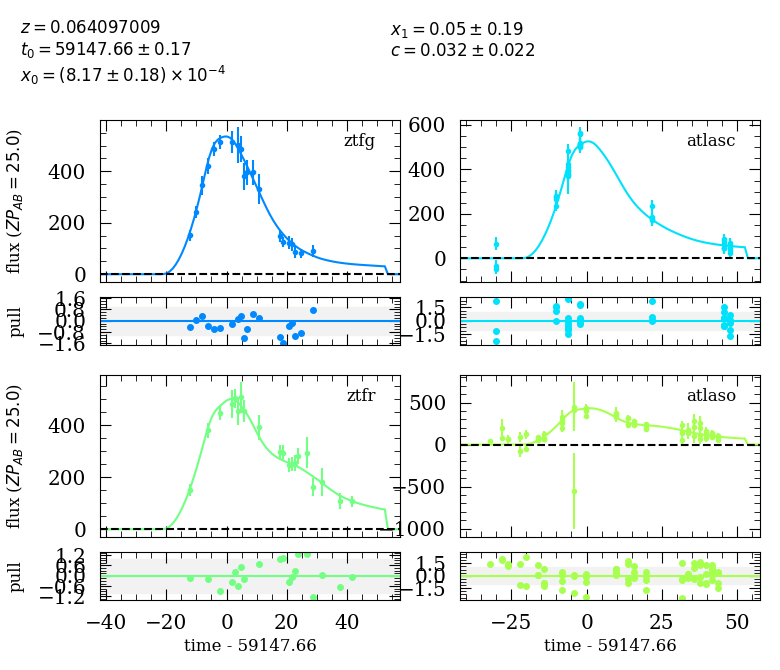 z = 0.064097009
t₀ = 59147.66 ± 0.17
x₀ = (8.17 ± 0.18) × 10⁻⁴
x₁ = 0.05 ± 0.19
c = 0.032 ± 0.022
ztfg
flux (ZP_AB = 25.0)
400
200
0
atlasc
600
400
200
0
pull
1.6
0.8
0.0
−0.8
−1.6
1.5
0.0
−1.5
ztfr
flux (ZP_AB = 25.0)
400
200
0
atlaso
500
0
−500
−1000
pull
1.2
0.6
0.0
−0.6
−1.2
1.5
0.0
−1.5
−40 −20 0 20 40
time - 59147.66
−25 0 25 50
time - 59147.66